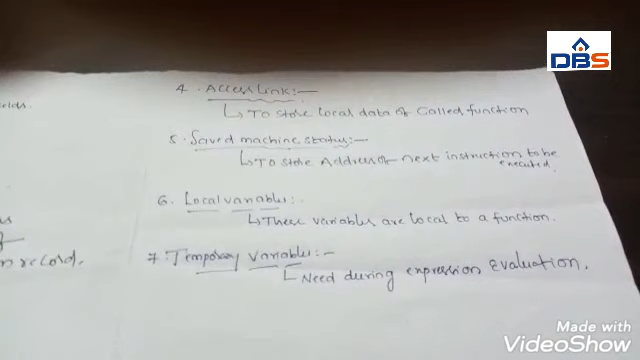 DBS
4. Access Link:-
↳ To store local data of Called function
elds.
5. Saved machine status:-
↳ To store Address of next instruction to be
executed.
6. Local variables:-
↳ These variables are local to a function.
n record.
7. Temporary variables:-
↳ Need during expression Evaluation.
Made with
VideoShow